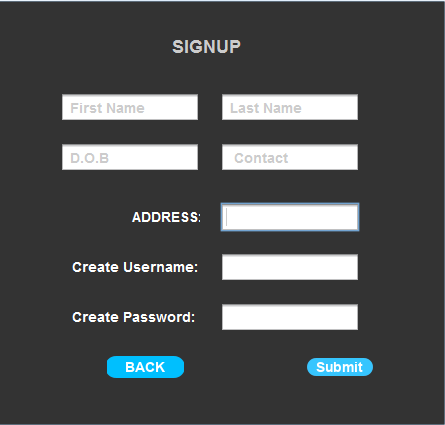 SIGNUP
First Name Last Name
D.O.B Contact
ADDRESS:
Create Username:
Create Password:
BACK Submit